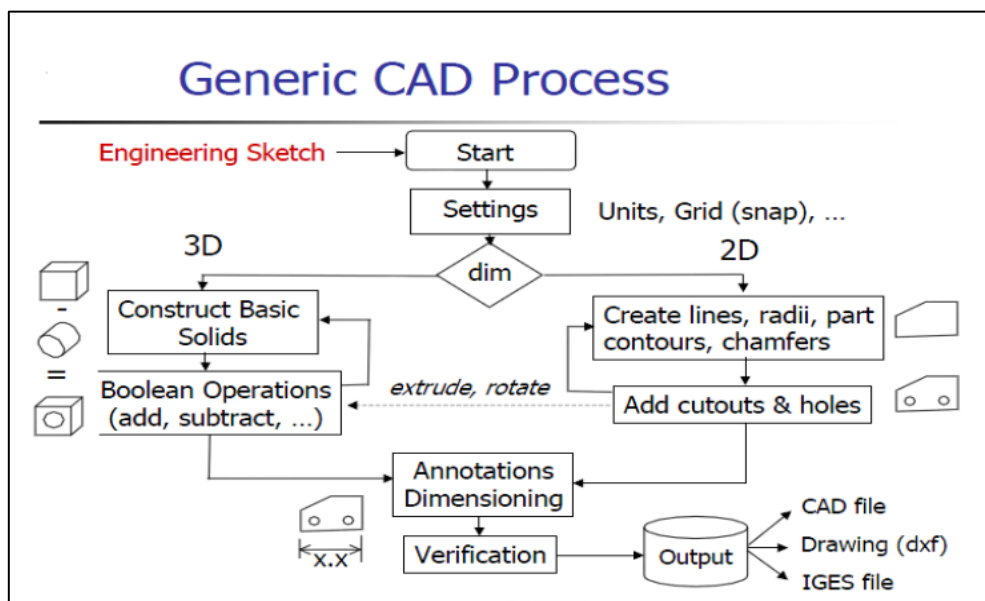 Generic CAD Process
Engineering Sketch
Start
Settings
Units, Grid (snap), ...
3D
dim
2D
Construct Basic
Solids
Create lines, radii, part
contours, chamfers
-
=
Boolean Operations
(add, subtract, ...)
extrude, rotate
Add cutouts & holes
Annotations
Dimensioning
x.x
Verification
Output
CAD file
Drawing (dxf)
IGES file